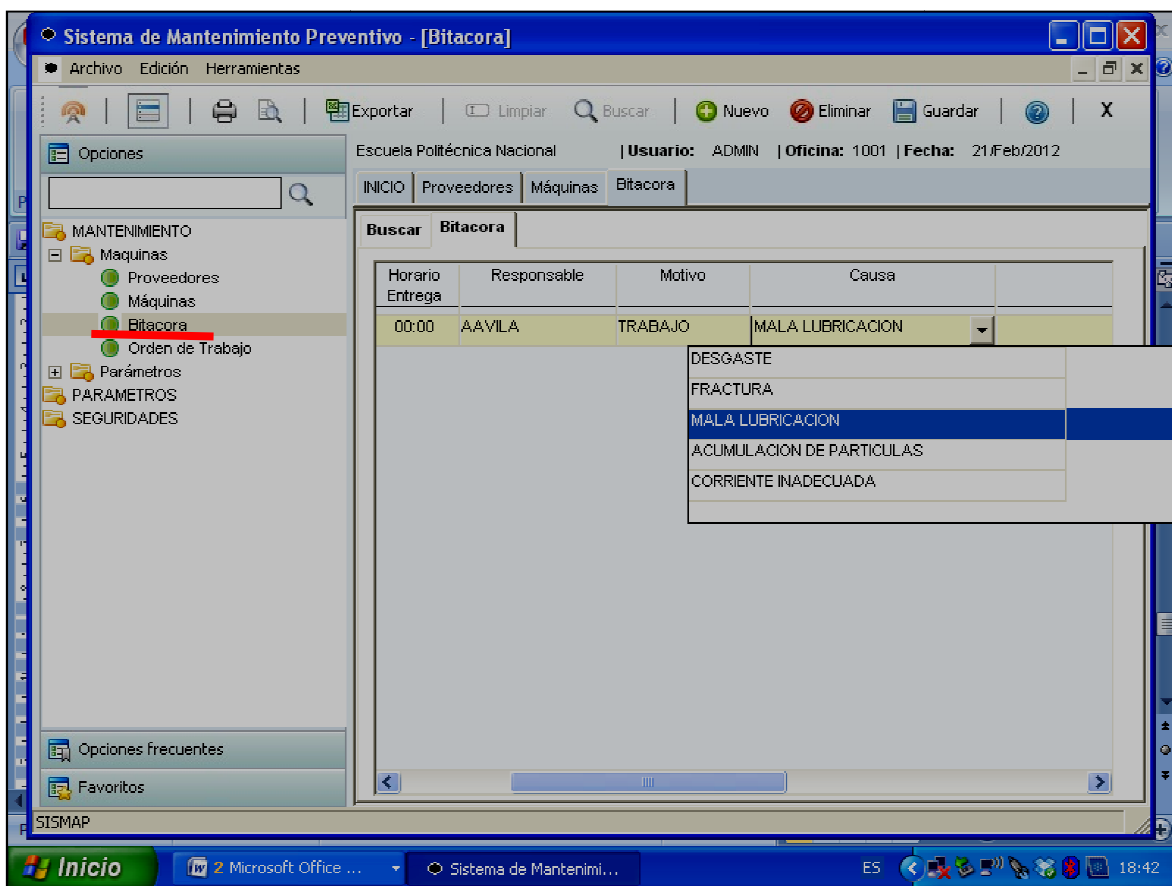 Sistema de Mantenimiento Preventivo - [Bitacora]
Archivo Edición Herramientas
Exportar Limpiar Buscar Nuevo Eliminar Guardar X
Opciones
Escuela Politécnica Nacional | Usuario: ADMIN | Oficina: 1001 | Fecha: 21/Feb/2012
INICIO Proveedores Máquinas Bitacora
MANTENIMIENTO
Maquinas
Proveedores
Máquinas
Bitacora
Orden de Trabajo
Parámetros
PARAMETROS
SEGURIDADES
Opciones frecuentes
Favoritos
Buscar Bitacora
Horario Entrega Responsable Motivo Causa
00:00 AAVILA TRABAJO MALA LUBRICACION
DESGASTE
FRACTURA
MALA LUBRICACION
ACUMULACION DE PARTICULAS
CORRIENTE INADECUADA
SISMAP
Inicio 2 Microsoft Office ... Sistema de Mantenimi... ES 18:42